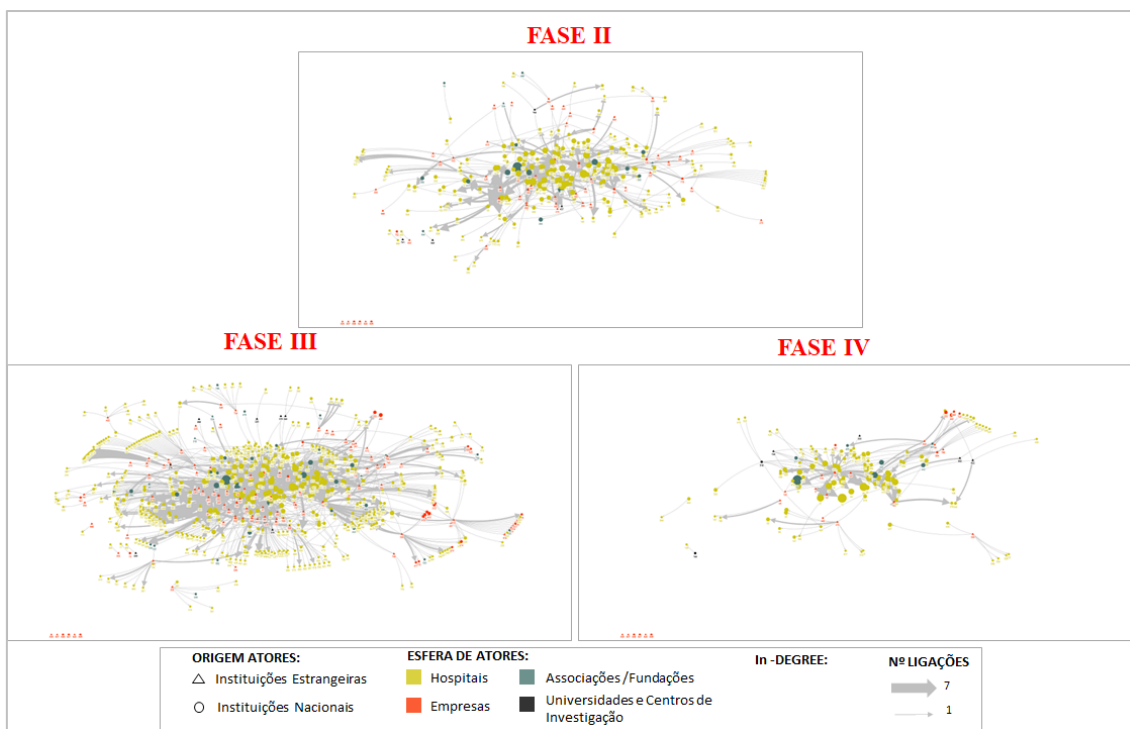 FASE II
FASE III
FASE IV
ORIGEM ATORES:
Instituições Estrangeiras
Instituições Nacionais
ESFERA DE ATORES:
Hospitais
Empresas
Associações/Fundações
Universidades e Centros de
Investigação
In -DEGREE:
Nº LIGAÇÕES
7
1